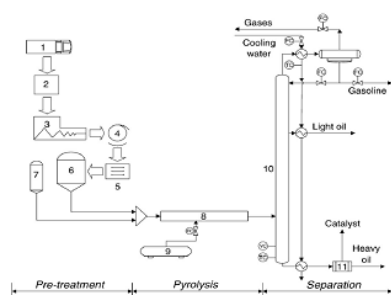 Gases
Cooling
water
Gasoline
1
2
3
4
Light oil
10
7
6
5
8
Catalyst
Heavy
oil
9
11
Pre-treatment
Pyrolysis
Separation